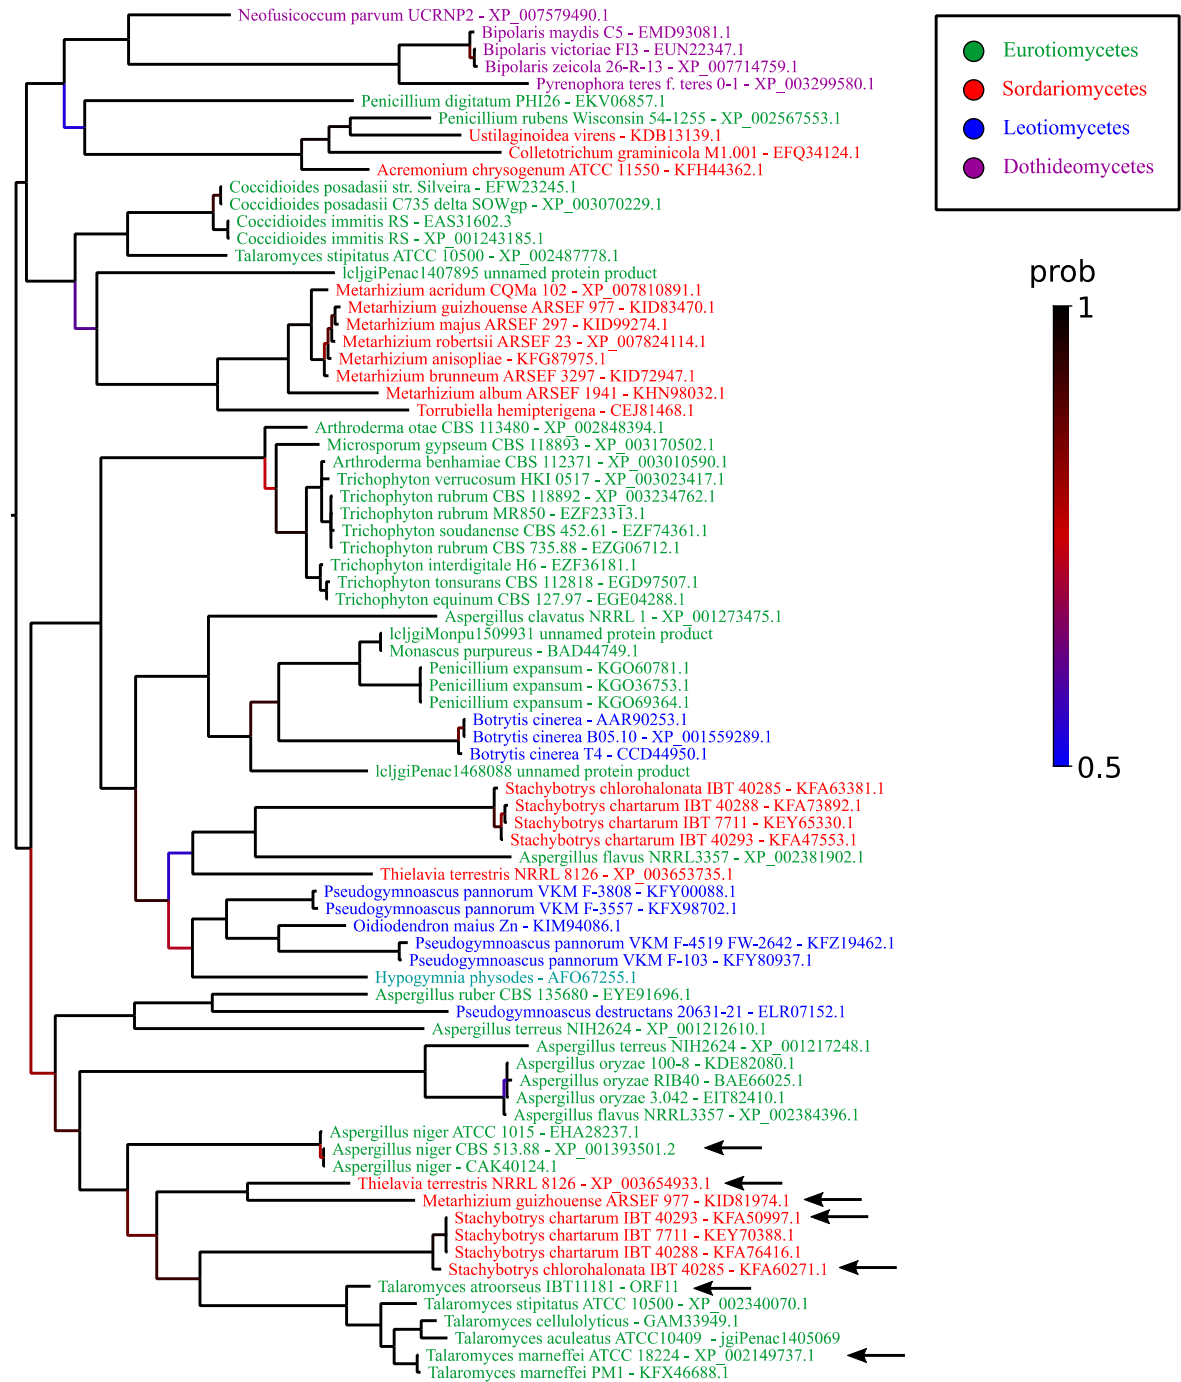 Neofusicoccum parvum UCRNP2 - XP_007579490.1
Bipolaris maydis C5 - EMD93081.1
Bipolaris victoriae FI3 - EUN22347.1
Bipolaris zeicola 26-R-13 - XP_007714759.1
Pyrenophora teres f. teres 0-1 - XP_003299580.1
Penicillium digitatum PHI26 - EKV06857.1
Penicillium rubens Wisconsin 54-1255 - XP_002567553.1
Ustilaginoidea virens - KDB13139.1
Colletotrichum graminicola M1.001 - EFQ34124.1
Acremonium chrysogenum ATCC 11550 - KFH44362.1
Coccidioides posadasii str. Silveira - EFW23245.1
Coccidioides posadasii C735 delta SOWgp - XP_003070229.1
Coccidioides immitis RS - EAS31602.3
Coccidioides immitis RS - XP_001243185.1
Talaromyces stipitatus ATCC 10500 - XP_002487778.1
lcljgiPenac1407895 unnamed protein product
Metarhizium acridum CQMa 102 - XP_007810891.1
Metarhizium guizhouense ARSEF 977 - KID83470.1
Metarhizium majus ARSEF 297 - KID99274.1
Metarhizium robertsii ARSEF 23 - XP_007824114.1
Metarhizium anisopliae - KFG87975.1
Metarhizium brunneum ARSEF 3297 - KID72947.1
Metarhizium album ARSEF 1941 - KHN98032.1
Torrubiella hemipterigena - CEJ81468.1
Arthroderma otae CBS 113480 - XP_002848394.1
Microsporum gypseum CBS 118893 - XP_003170502.1
Arthroderma benhamiae CBS 112371 - XP_003010590.1
Trichophyton verrucosum HKI 0517 - XP_003023417.1
Trichophyton rubrum CBS 118892 - XP_003234762.1
Trichophyton rubrum MR850 - EZF23313.1
Trichophyton soudanense CBS 452.61 - EZF74361.1
Trichophyton rubrum CBS 735.88 - EZG06712.1
Trichophyton interdigitale H6 - EZF36181.1
Trichophyton tonsurans CBS 112818 - EGD97507.1
Trichophyton equinum CBS 127.97 - EGE04288.1
Aspergillus clavatus NRRL 1 - XP_001273475.1
lcljgiMonpu1509931 unnamed protein product
Monascus purpureus - BAD44749.1
Penicillium expansum - KGO60781.1
Penicillium expansum - KGO36753.1
Penicillium expansum - KGO69364.1
Botrytis cinerea - AAR90253.1
Botrytis cinerea B05.10 - XP_001559289.1
Botrytis cinerea T4 - CCD44950.1
lcljgiPenac1468088 unnamed protein product
Stachybotrys chlorohalonata IBT 40285 - KFA63381.1
Stachybotrys chartarum IBT 40288 - KFA73892.1
Stachybotrys chartarum IBT 7711 - KEY65330.1
Stachybotrys chartarum IBT 40293 - KFA47553.1
Aspergillus flavus NRRL3357 - XP_002381902.1
Thielavia terrestris NRRL 8126 - XP_003653735.1
Pseudogymnoascus pannorum VKM F-3808 - KFY00088.1
Pseudogymnoascus pannorum VKM F-3557 - KFX98702.1
Oidiodendron maius Zn - KIM94086.1
Pseudogymnoascus pannorum VKM F-4519 FW-2642 - KFZ19462.1
Pseudogymnoascus pannorum VKM F-103 - KFY80937.1
Hypogymnia physodes - AFO67255.1
Aspergillus ruber CBS 135680 - EYE91696.1
Pseudogymnoascus destructans 20631-21 - ELR07152.1
Aspergillus terreus NIH2624 - XP_001212610.1
Aspergillus terreus NIH2624 - XP_001217248.1
Aspergillus oryzae 100-8 - KDE82080.1
Aspergillus oryzae RIB40 - BAE66025.1
Aspergillus oryzae 3.042 - EIT82410.1
Aspergillus flavus NRRL3357 - XP_002384396.1
Aspergillus niger ATCC 1015 - EHA28237.1
Aspergillus niger CBS 513.88 - XP_001393501.2
Aspergillus niger - CAK40124.1
Thielavia terrestris NRRL 8126 - XP_003654933.1
Metarhizium guizhouense ARSEF 977 - KID81974.1
Stachybotrys chartarum IBT 40293 - KFA50997.1
Stachybotrys chartarum IBT 7711 - KEY70388.1
Stachybotrys chartarum IBT 40288 - KFA76416.1
Stachybotrys chlorohalonata IBT 40285 - KFA60271.1
Talaromyces atroorseus IBT11181 - ORF11
Talaromyces stipitatus ATCC 10500 - XP_002340070.1
Talaromyces cellulolyticus - GAM33949.1
Talaromyces aculeatus ATCC10409 - jgiPenac1405069
Talaromyces marneffei ATCC 18224 - XP_002149737.1
Talaromyces marneffei PM1 - KFX46688.1
Eurotiomycetes
Sordariomycetes
Leotiomycetes
Dothideomycetes
prob
1
0.5